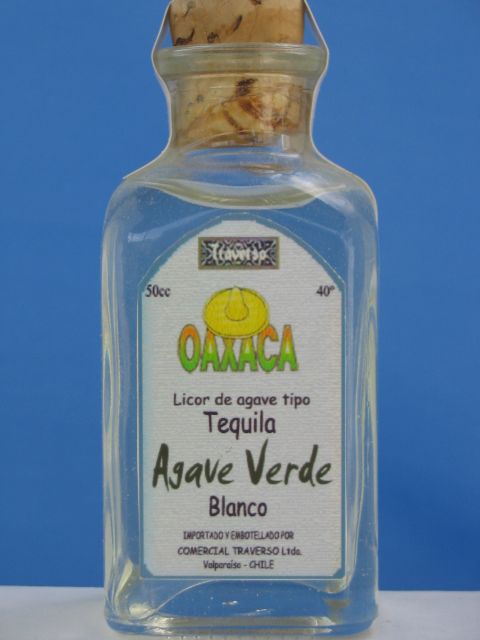 Traverso
50cc 40º
OAXACA
Licor de agave tipo
Tequila
Agave Verde
Blanco
IMPORTADO Y EMBOTELLADO POR
COMERCIAL TRAVERSO Ltda.
Valparaíso - CHILE